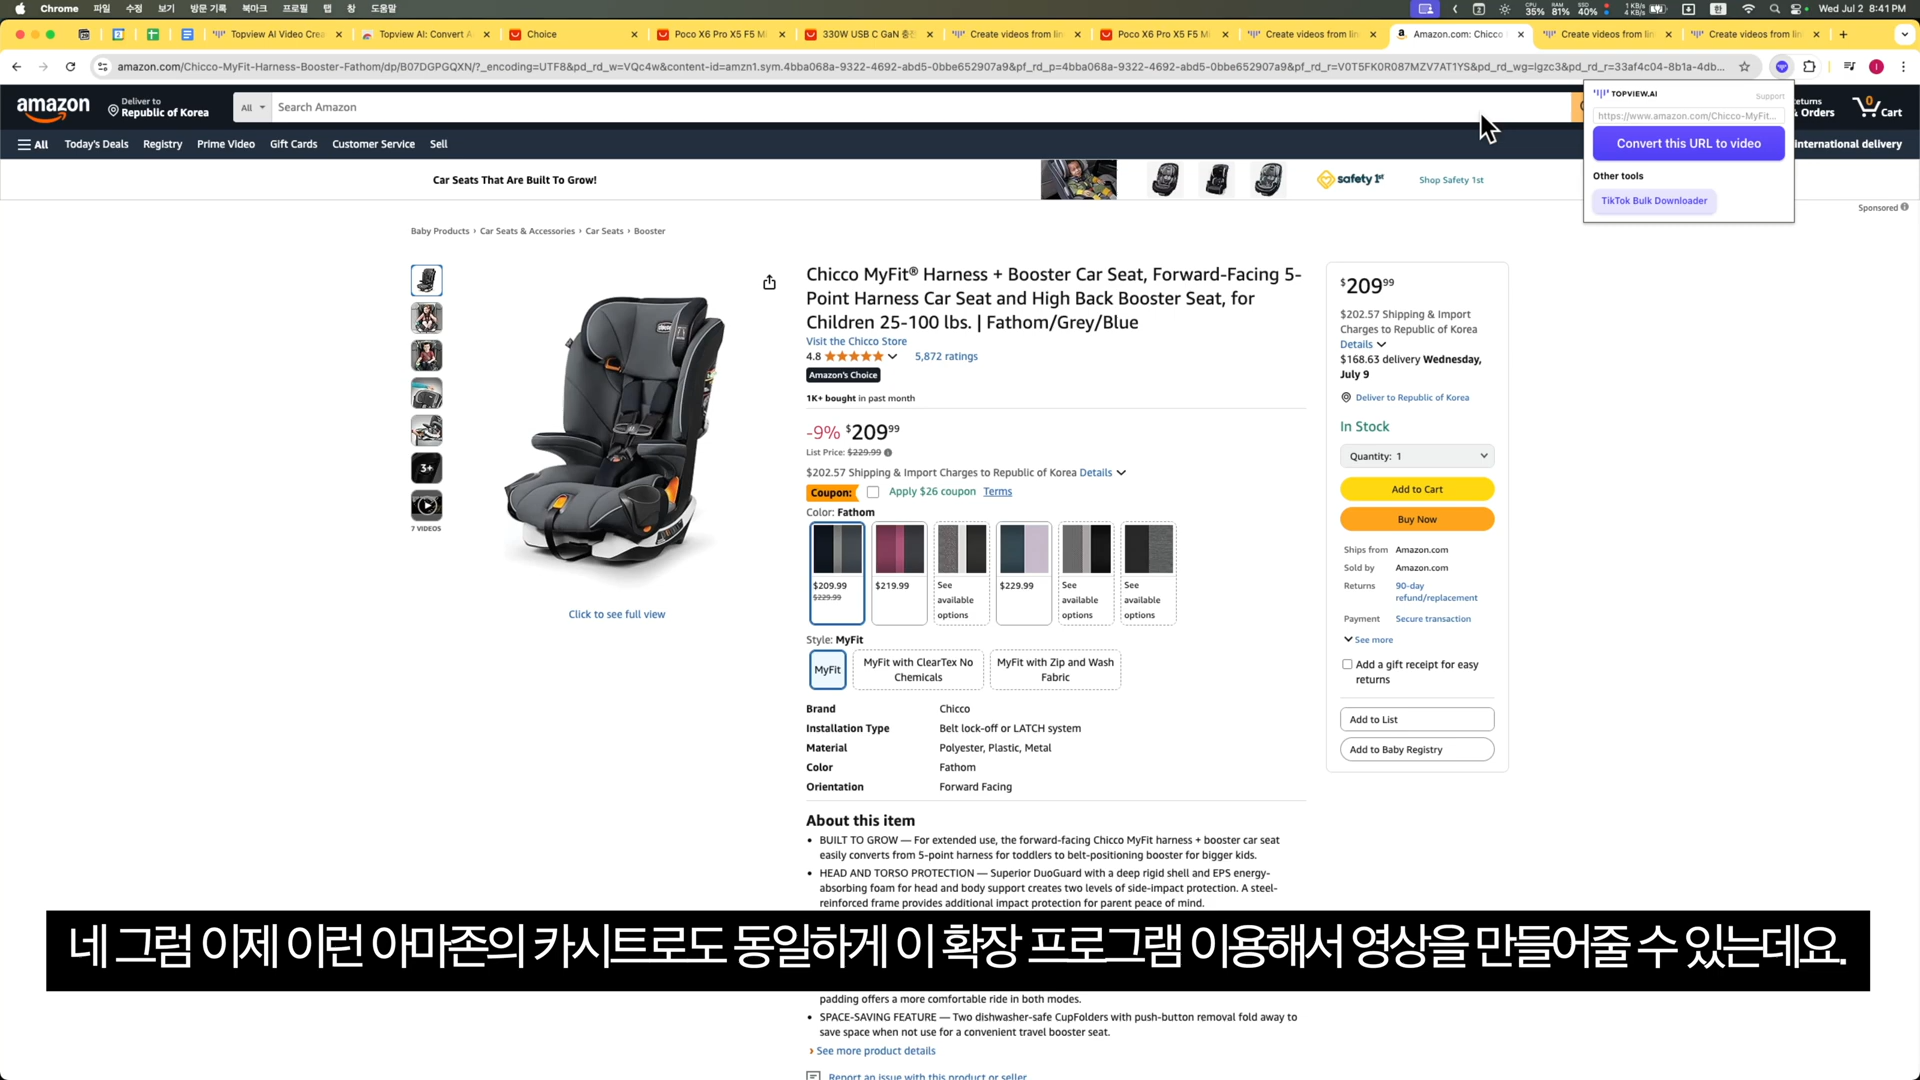 Chrome 파일 수정 보기 방문 기록 북마크 프로필 탭 창 도움말
CPU 35% RAM 81% SSD 40% 1 KB/s 4 KB/s 한 Wed Jul 2 8:41 PM
Topview AI Video Crea
Topview AI: Convert A
Choice
Poco X6 Pro X5 F5 Mi
330W USB C GaN 충전
Create videos from lin
Poco X6 Pro X5 F5 Mi
Create videos from lin
Amazon.com: Chicco
Create videos from lin
Create videos from lin
amazon.com/Chicco-MyFit-Harness-Booster-Fathom/dp/B07DGPGQXN/?_encoding=UTF8&pd_rd_w=VQc4w&content-id=amzn1.sym.4bba068a-9322-4692-abd5-0bbe652907a9&pf_rd_p=4bba068a-9322-4692-abd5-0bbe652907a9&pf_rd_r=V0T5FK0R087MZV7AT1YS&pd_rd_wg=lgzc3&pd_rd_r=33af4c04-8b1a-4db...
amazon
Deliver to
Republic of Korea
All
Search Amazon
& Orders
0
Cart
TOPVIEW.AI
Support
https://www.amazon.com/Chicco-MyFit...
Convert this URL to video
Other tools
TikTok Bulk Downloader
All Today's Deals Registry Prime Video Gift Cards Customer Service Sell
international delivery
Car Seats That Are Built To Grow!
safety 1st
Shop Safety 1st
Sponsored
Baby Products › Car Seats & Accessories › Car Seats › Booster
3+
7 VIDEOS
Click to see full view
Chicco MyFit® Harness + Booster Car Seat, Forward-Facing 5-
Point Harness Car Seat and High Back Booster Seat, for
Children 25-100 lbs. | Fathom/Grey/Blue
Visit the Chicco Store
4.8 5,872 ratings
Amazon's Choice
1K+ bought in past month
-9% $209 99
List Price: $229.99
$202.57 Shipping & Import Charges to Republic of Korea Details
Coupon: Apply $26 coupon Terms
Color: Fathom
$209.99
$229.99
$219.99
See
available
options
$229.99
See
available
options
See
available
options
Style: MyFit
MyFit
MyFit with ClearTex No
Chemicals
MyFit with Zip and Wash
Fabric
Brand Chicco
Installation Type Belt lock-off or LATCH system
Material Polyester, Plastic, Metal
Color Fathom
Orientation Forward Facing
About this item
• BUILT TO GROW — For extended use, the forward-facing Chicco MyFit harness + booster car seat
easily converts from 5-point harness for toddlers to belt-positioning booster for bigger kids.
• HEAD AND TORSO PROTECTION — Superior DuoGuard with a deep rigid shell and EPS energy-
absorbing foam for head and body support creates two levels of side-impact protection. A steel-
reinforced frame provides additional impact protection for parent peace of mind.
네 그럼 이제 이런 아마존의 카시트로도 동일하게 이 확장 프로그램 이용해서 영상을 만들어줄 수 있는데요.
padding offers a more comfortable ride in both modes.
• SPACE-SAVING FEATURE — Two dishwasher-safe CupFolders with push-button removal fold away to
save space when not use for a convenient travel booster seat.
› See more product details
Report an issue with this product or seller
$209 99
$202.57 Shipping & Import
Charges to Republic of Korea
Details
$168.63 delivery Wednesday,
July 9
Deliver to Republic of Korea
In Stock
Quantity: 1
Add to Cart
Buy Now
Ships from Amazon.com
Sold by Amazon.com
Returns 90-day
refund/replacement
Payment Secure transaction
See more
Add a gift receipt for easy
returns
Add to List
Add to Baby Registry